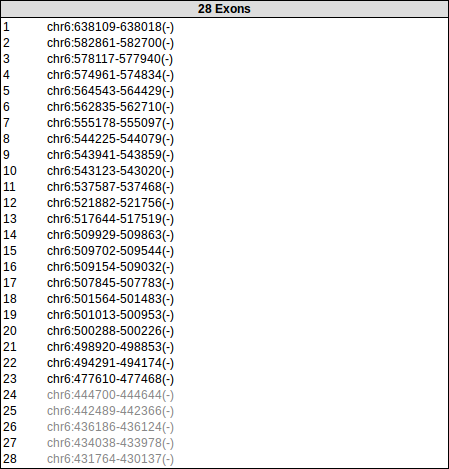 28 Exons
1 chr6:638109-638018(-)
2 chr6:582861-582700(-)
3 chr6:578117-577940(-)
4 chr6:574961-574834(-)
5 chr6:564543-564429(-)
6 chr6:562835-562710(-)
7 chr6:555178-555097(-)
8 chr6:544225-544079(-)
9 chr6:543941-543859(-)
10 chr6:543123-543020(-)
11 chr6:537587-537468(-)
12 chr6:521882-521756(-)
13 chr6:517644-517519(-)
14 chr6:509929-509863(-)
15 chr6:509702-509544(-)
16 chr6:509154-509032(-)
17 chr6:507845-507783(-)
18 chr6:501564-501483(-)
19 chr6:501013-500953(-)
20 chr6:500288-500226(-)
21 chr6:498920-498853(-)
22 chr6:494291-494174(-)
23 chr6:477610-477468(-)
24 chr6:444700-444644(-)
25 chr6:442489-442366(-)
26 chr6:436186-436124(-)
27 chr6:434038-433978(-)
28 chr6:431764-430137(-)